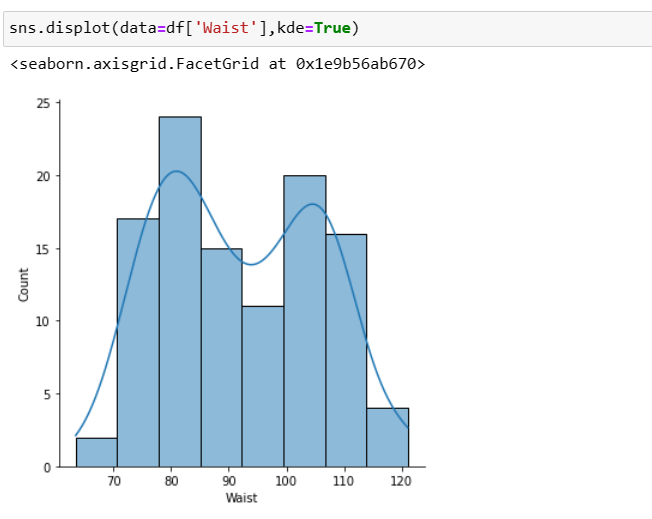 sns.displot(data=df['Waist'],kde=True)
<seaborn.axisgrid.FacetGrid at 0x1e9b56ab670>
25
20
15
10
5
0
Count
70 80 90 100 110 120
Waist